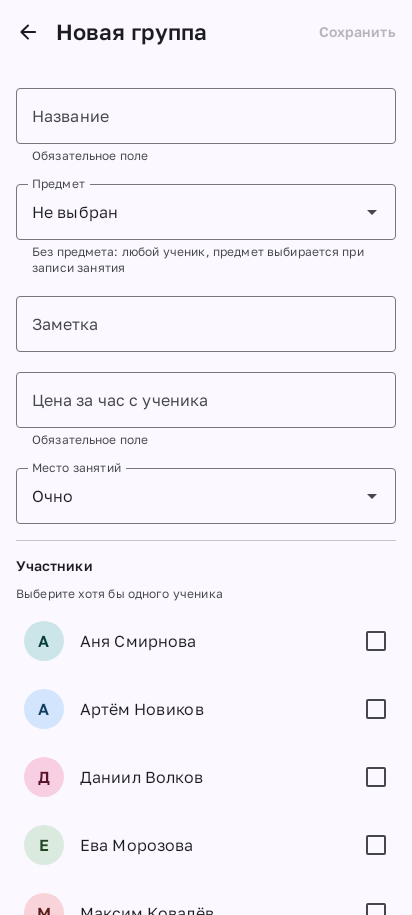 Новая группа
Сохранить
Название
Обязательное поле
Предмет
Не выбран
Без предмета: любой ученик, предмет выбирается при
записи занятия
Заметка
Цена за час с ученика
Обязательное поле
Место занятий
Очно
Участники
Выберите хотя бы одного ученика
А Аня Смирнова
А Артём Новиков
Д Даниил Волков
Е Ева Морозова
М Максим Ковалёв